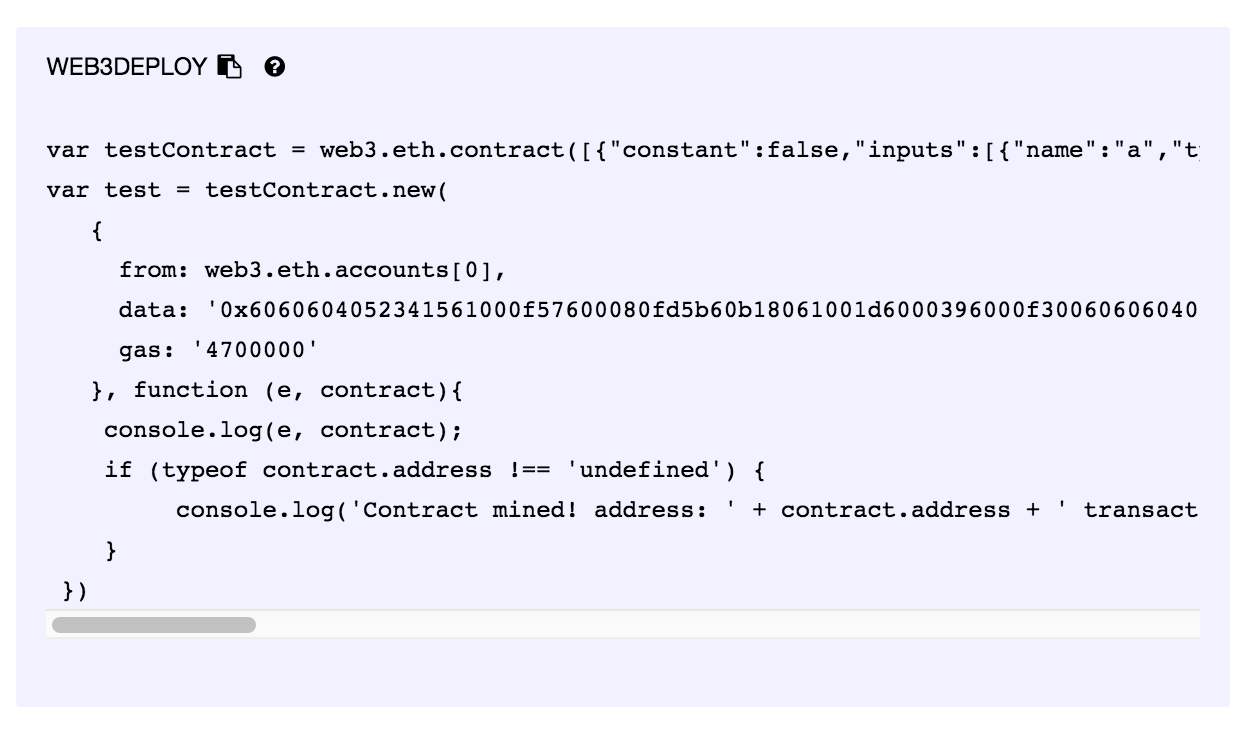 WEB3DEPLOY
var testContract = web3.eth.contract([{"constant":false,"inputs":[{"name":"a","t
var test = testContract.new(
   {
     from: web3.eth.accounts[0],
     data: '0x6060604052341561000f57600080fd5b60b18061001d6000396000f30060606040
     gas: '4700000'
   }, function (e, contract){
    console.log(e, contract);
    if (typeof contract.address !== 'undefined') {
         console.log('Contract mined! address: ' + contract.address + ' transact
    }
 })